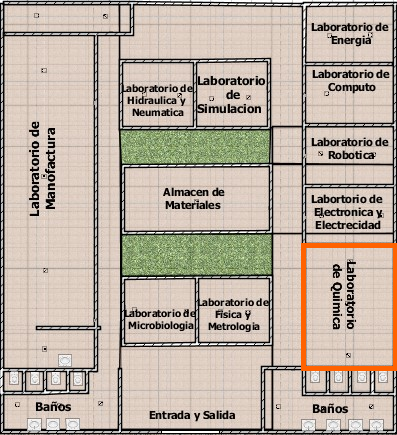 Laboratorio de
Energia
Laboratorio de
Hidraulica y
Neumatica
Laboratorio
de
Simulacion
Laboratorio de
Computo
Laboratorio de
Manofactura
Laboratorio de
Robotica
Almacen de
Materiales
Labortorio de
Electronica y
Electrecidad
Laboratorio
de Quimica
Laboratorio de
Microbiologia
Laboratorio de
Fisica y
Metrologia
Baños
Entrada y Salida
Baños